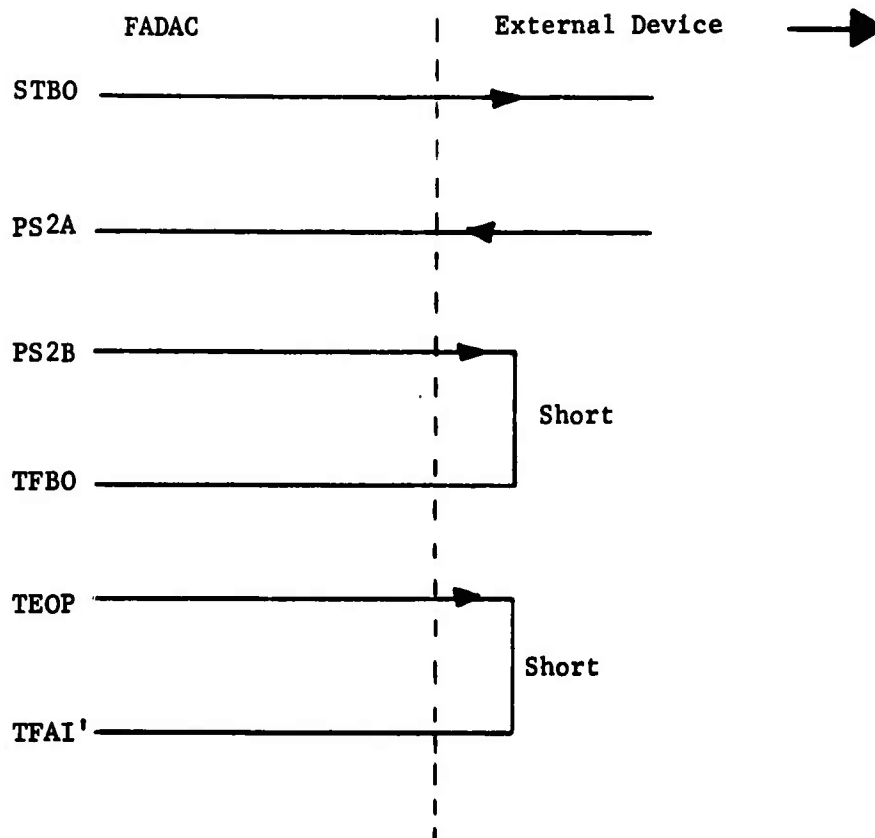 FADAC External Device
STBO
PS2A
PS2B
Short
TFBO
TEOP
Short
TFAI'